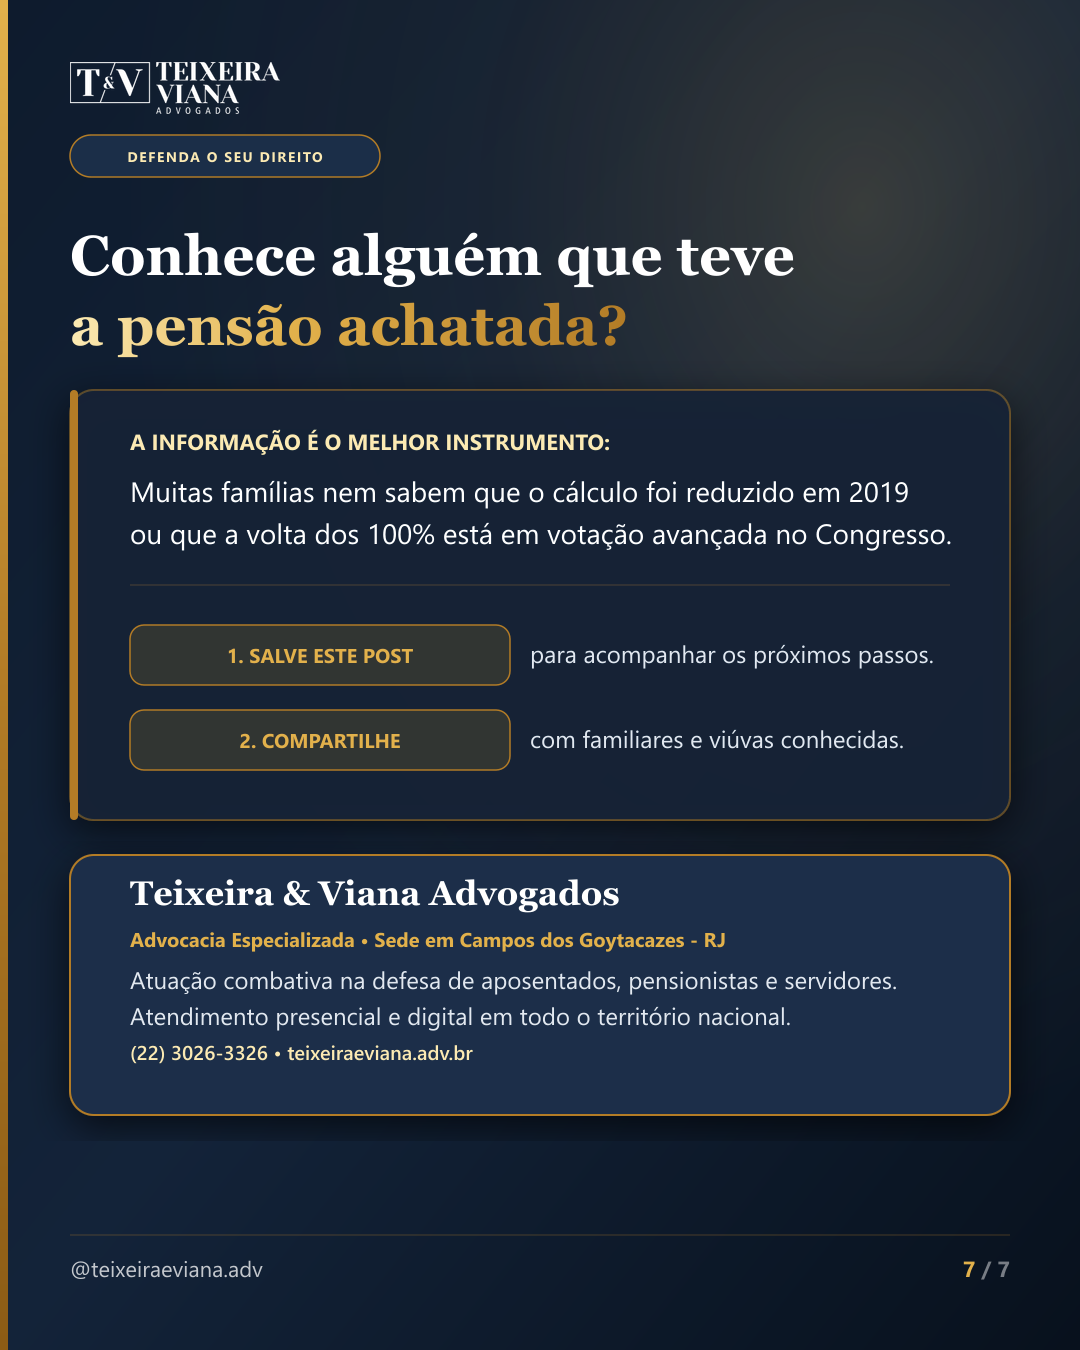 T&V TEIXEIRA
VIANA
ADVOGADOS
DEFENDA O SEU DIREITO
Conhece alguém que teve
a pensão achatada?
A INFORMAÇÃO É O MELHOR INSTRUMENTO:
Muitas famílias nem sabem que o cálculo foi reduzido em 2019
ou que a volta dos 100% está em votação avançada no Congresso.
1. SALVE ESTE POST para acompanhar os próximos passos.
2. COMPARTILHE com familiares e viúvas conhecidas.
Teixeira & Viana Advogados
Advocacia Especializada • Sede em Campos dos Goytacazes - RJ
Atuação combativa na defesa de aposentados, pensionistas e servidores.
Atendimento presencial e digital em todo o território nacional.
(22) 3026-3326 • teixeiraeviana.adv.br
@teixeiraeviana.adv 7 / 7